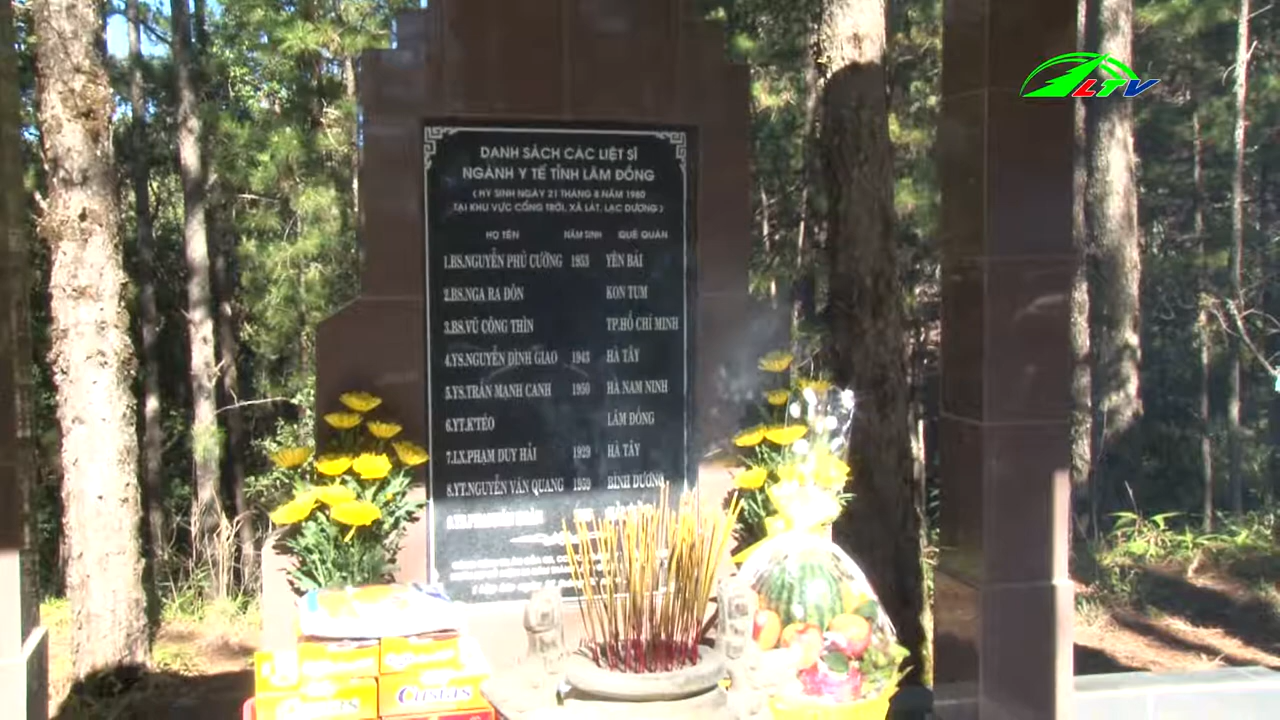 LTV
DANH SÁCH CÁC LIỆT SĨ
NGÀNH Y TẾ TỈNH LÂM ĐỒNG
( HY SINH NGÀY 21 THÁNG 8 NĂM 1980
TẠI KHU VỰC CỔNG TRỜI, XÃ LÁT, LẠC DƯƠNG )
HỌ TÊN NĂM SINH QUÊ QUÁN
1.BS.NGUYỄN PHÚ CƯỜNG 1953 YÊN BÁI
2.BS.NGA RA ĐÔN KON TUM
3.BS.VŨ CÔNG THÌN TP.HỒ CHÍ MINH
4.YS.NGUYỄN ĐÌNH GIAO 1943 HÀ TÂY
5.YS.TRẦN MẠNH CANH 1950 HÀ NAM NINH
6.YT.K'TÉO LÂM ĐỒNG
7.LX.PHẠM DUY HẢI 1929 HÀ TÂY
8.YT.NGUYỄN VĂN QUANG 1959 BÌNH DƯƠNG
Custas